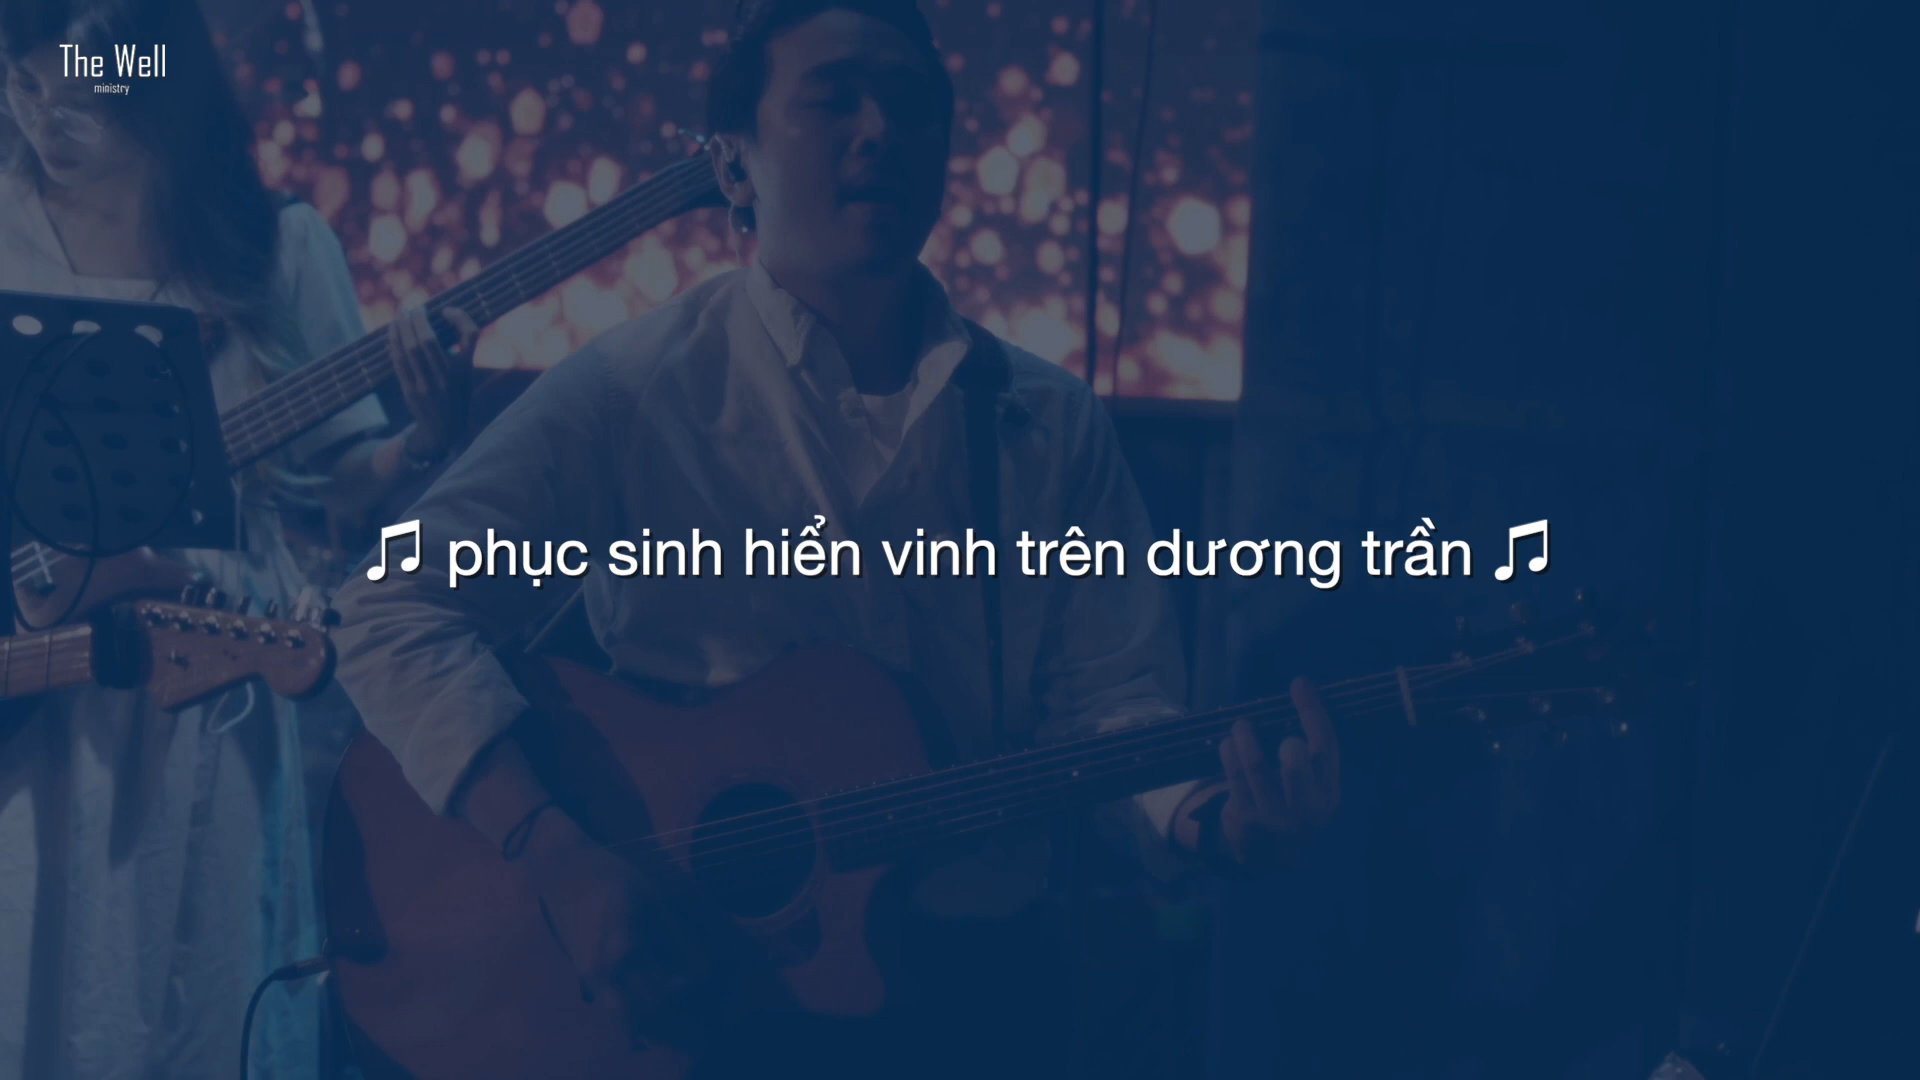 The Well
ministry
♫ phục sinh hiển vinh trên dương trần ♫